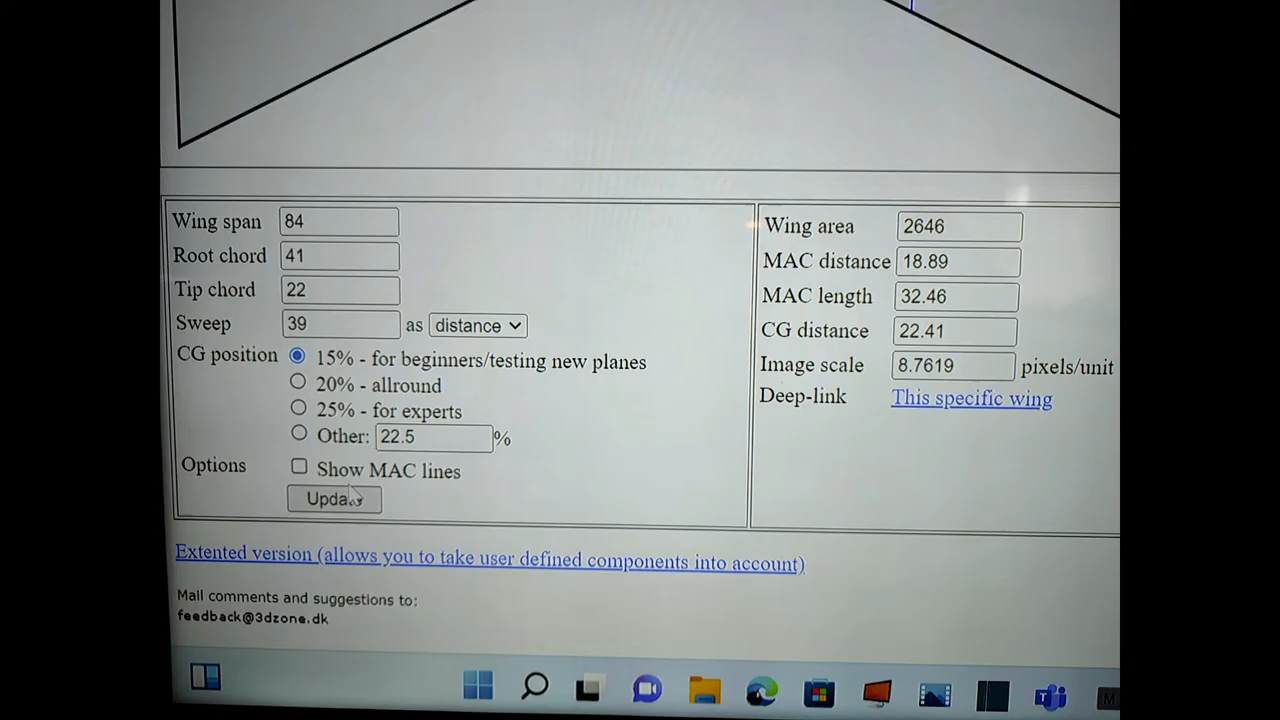 Wing span 84
Root chord 41
Tip chord 22
Sweep 39 as distance
CG position 15% - for beginners/testing new planes
20% - allround
25% - for experts
Other: 22.5 %
Options Show MAC lines
Wing area 2646
MAC distance 18.89
MAC length 32.46
CG distance 22.41
Image scale 8.7619 pixels/unit
Deep-link This specific wing
Extented version (allows you to take user defined components into account)
Mail comments and suggestions to:
feedback@3dzone.dk